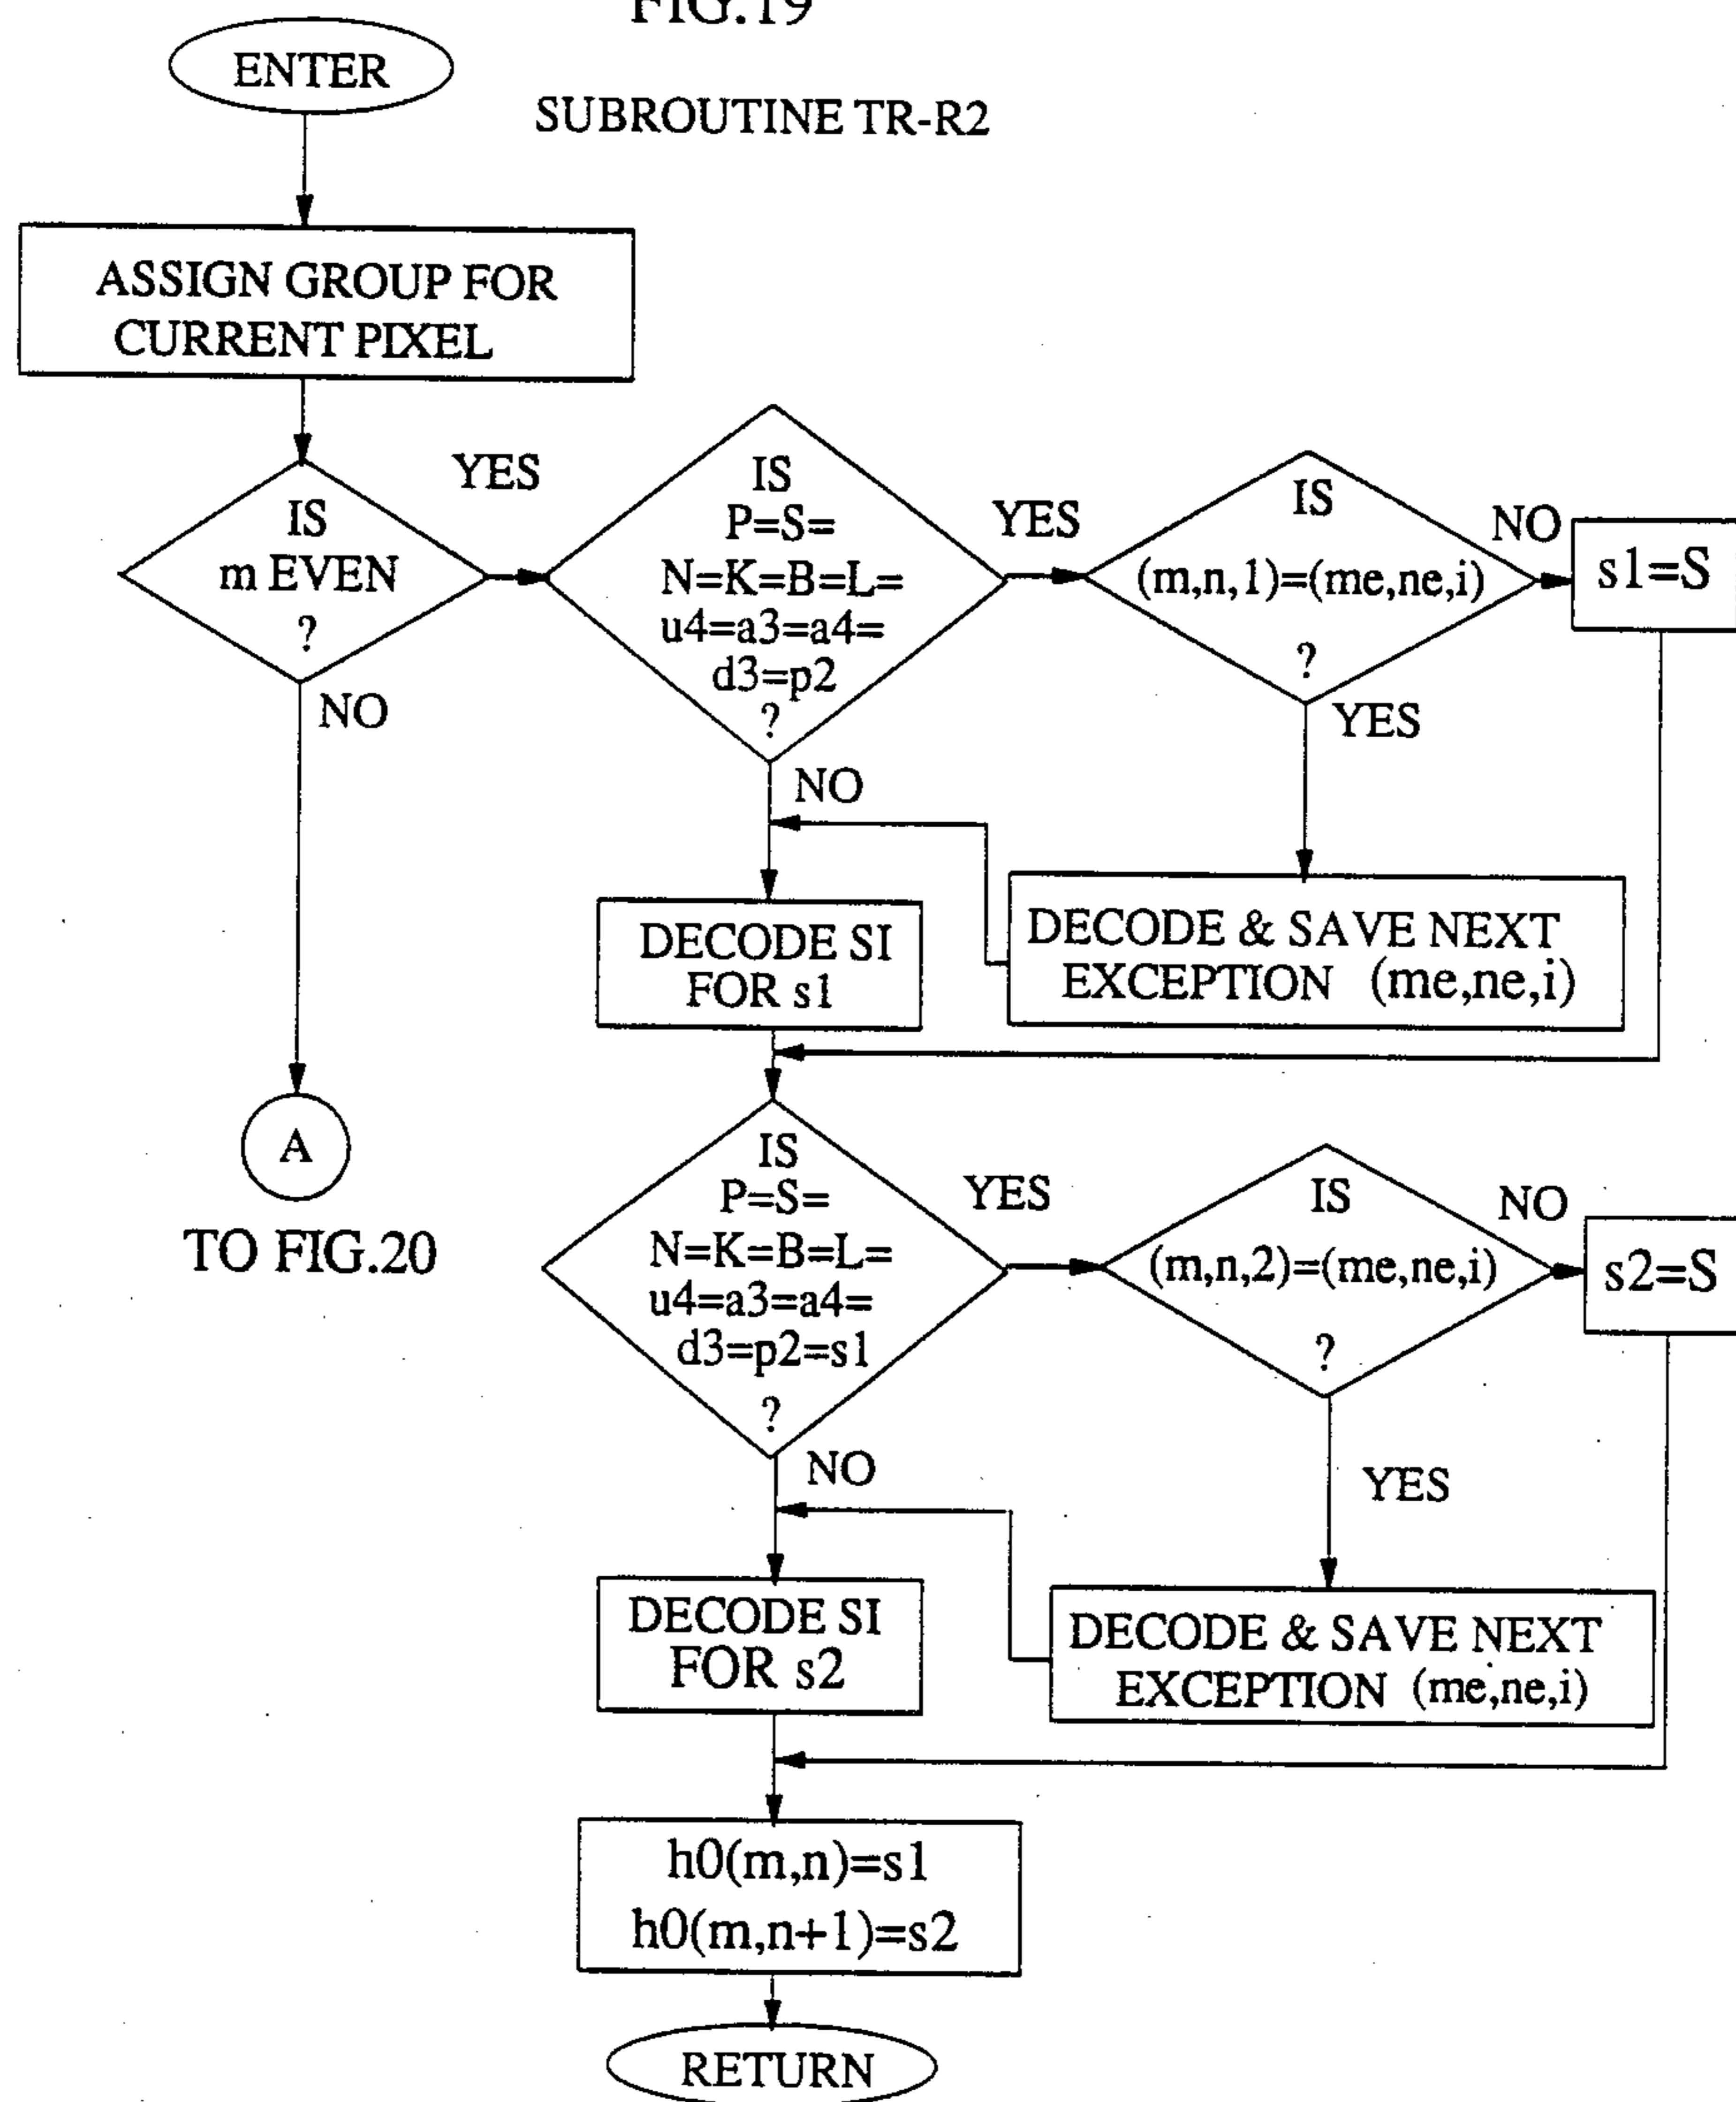 FIG.19
ENTER
SUBROUTINE TR-R2
ASSIGN GROUP FOR
CURRENT PIXEL
IS
m EVEN
?
YES
NO
IS
P=S=
N=K=B=L=
u4=a3=a4=
d3=p2
?
YES
NO
IS
(m,n,1)=(me,ne,i)
?
NO
YES
s1=S
DECODE & SAVE NEXT
EXCEPTION (me,ne,i)
DECODE SI
FOR s1
A
TO FIG.20
IS
P=S=
N=K=B=L=
u4=a3=a4=
d3=p2=s1
?
YES
NO
IS
(m,n,2)=(me,ne,i)
?
NO
YES
s2=S
DECODE & SAVE NEXT
EXCEPTION (me,ne,i)
DECODE SI
FOR s2
h0(m,n)=s1
h0(m,n+1)=s2
RETURN